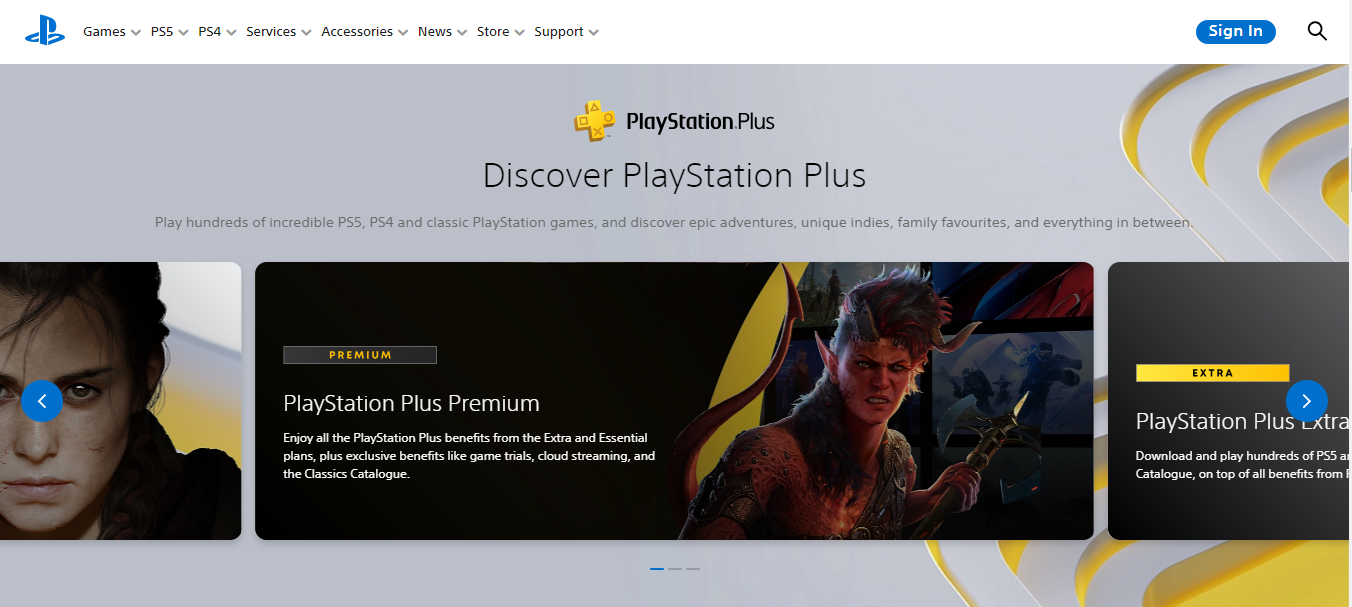 Games PS5 PS4 Services Accessories News Store Support Sign In
PlayStation.Plus
Discover PlayStation Plus
Play hundreds of incredible PS5, PS4 and classic PlayStation games, and discover epic adventures, unique indies, family favourites, and everything in between.
PREMIUM
PlayStation Plus Premium
Enjoy all the PlayStation Plus benefits from the Extra and Essential
plans, plus exclusive benefits like game trials, cloud streaming, and
the Classics Catalogue.
EXTRA
PlayStation Plus Extra
Download and play hundreds of PS5
Catalogue, on top of all benefits from